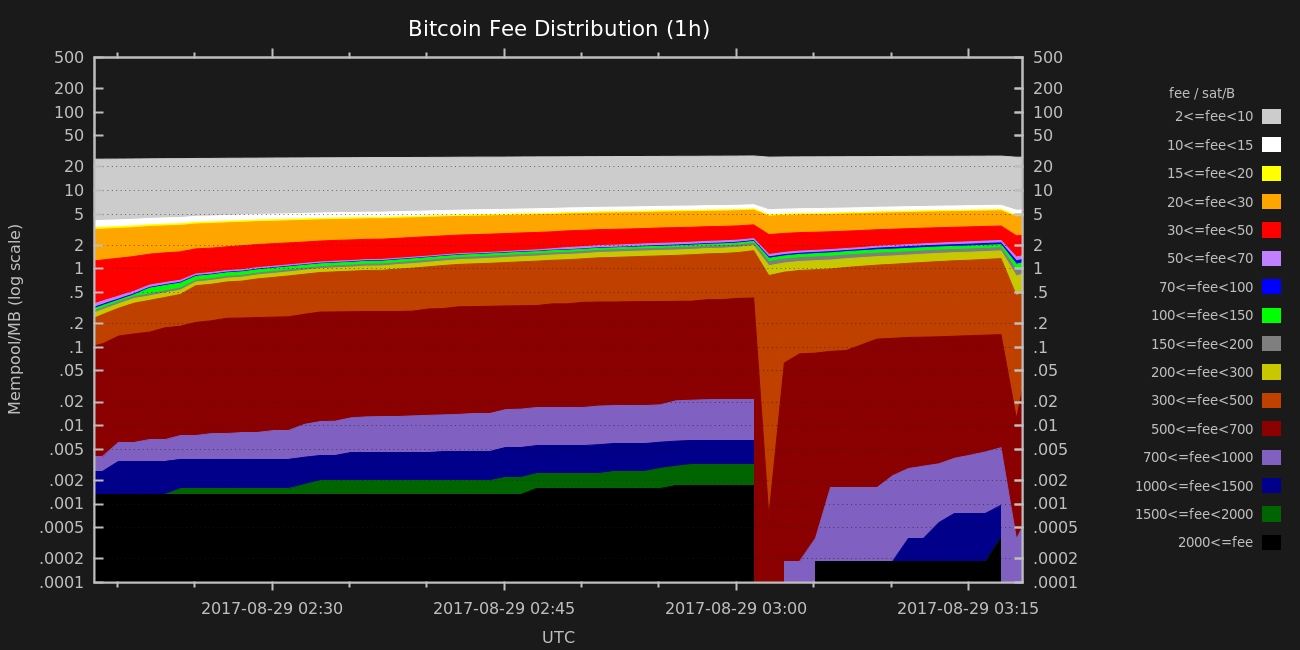 Bitcoin Fee Distribution (1h)
500
200
100
50
20
10
5
2
1
.5
.2
.1
.05
.02
.01
.005
.002
.001
.0005
.0002
.0001
Mempool/MB (log scale)
500
200
100
50
20
10
5
2
1
.5
.2
.1
.05
.02
.01
.005
.002
.001
.0005
.0002
.0001
2017-08-29 02:30
2017-08-29 02:45
2017-08-29 03:00
2017-08-29 03:15
UTC
fee / sat/B
2<=fee<10
10<=fee<15
15<=fee<20
20<=fee<30
30<=fee<50
50<=fee<70
70<=fee<100
100<=fee<150
150<=fee<200
200<=fee<300
300<=fee<500
500<=fee<700
700<=fee<1000
1000<=fee<1500
1500<=fee<2000
2000<=fee